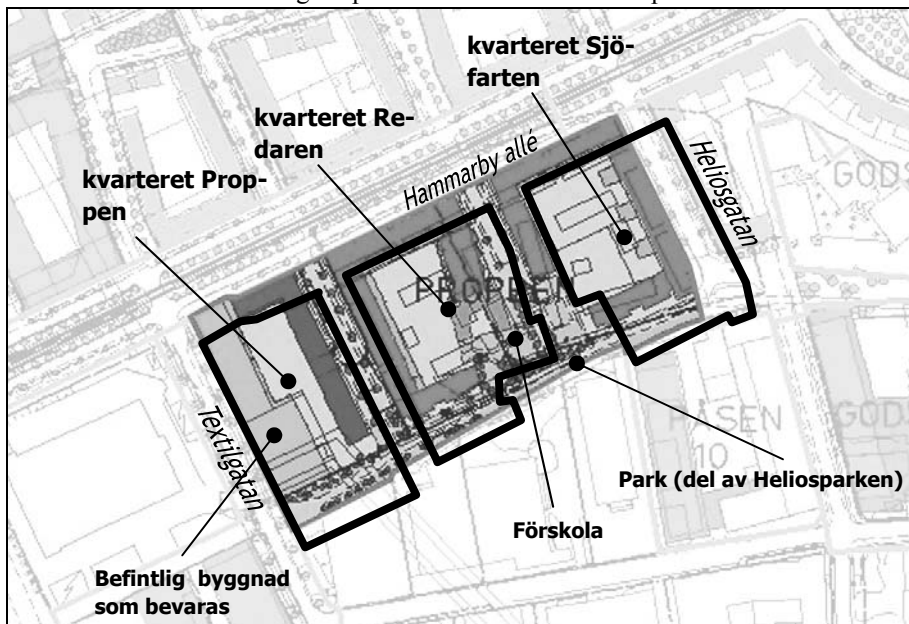 kvarteret Sjö-
farten
kvarteret Re-
daren
kvarteret Prop-
pen
Hammarby allé
Heliosgatan
GODS
PROPPEN
Textilgatan
PÅSEN
10
GODS
Park (del av Heliosparken)
Förskola
Befintlig byggnad
som bevaras